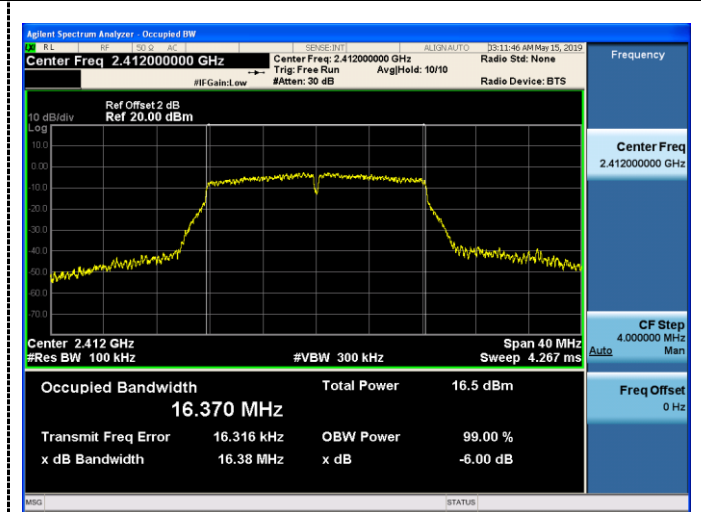 Agilent Spectrum Analyzer - Occupied BW
RL RF 50 Ω AC SENSE:INT ALIGNAUTO 03:11:46 AM May 15, 2019
Center Freq 2.412000000 GHz Center Freq: 2.412000000 GHz Radio Std: None Frequency
Trig: Free Run Avg|Hold: 10/10
#IFGain:Low #Atten: 30 dB Radio Device: BTS
Ref Offset 2 dB
10 dB/div Ref 20.00 dBm
Log
10.0
0.00
-10.0
-20.0
-30.0
-40.0
-50.0
-60.0
-70.0
Center Freq
2.412000000 GHz
Center 2.412 GHz Span 40 MHz
#Res BW 100 kHz #VBW 300 kHz Sweep 4.267 ms
CF Step
4.000000 MHz
Auto Man
Occupied Bandwidth Total Power 16.5 dBm
16.370 MHz
Freq Offset
0 Hz
Transmit Freq Error 16.316 kHz OBW Power 99.00 %
x dB Bandwidth 16.38 MHz x dB -6.00 dB
MSG STATUS